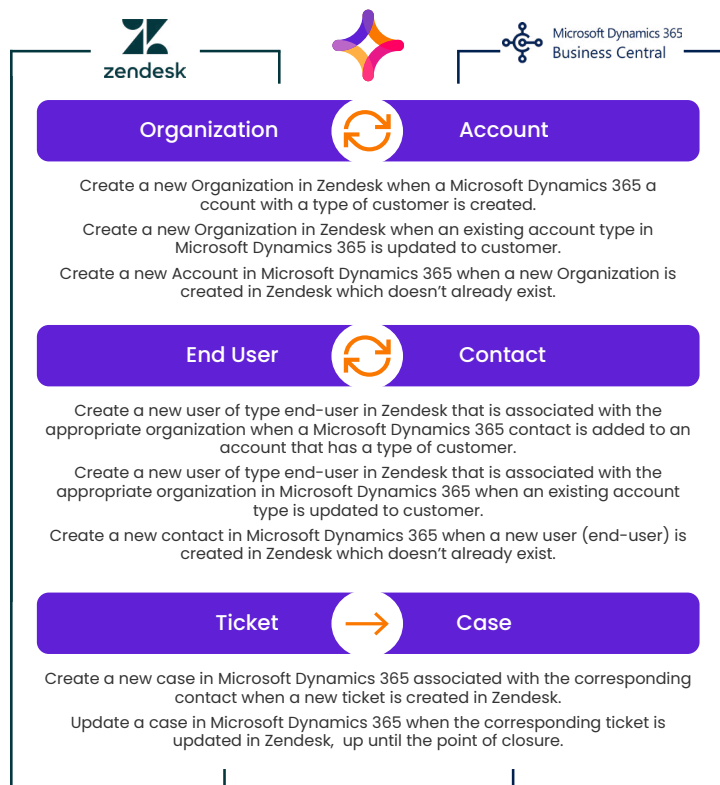 zendesk
Microsoft Dynamics 365
Business Central
Organization
Account
Create a new Organization in Zendesk when a Microsoft Dynamics 365 a
ccount with a type of customer is created.
Create a new Organization in Zendesk when an existing account type in
Microsoft Dynamics 365 is updated to customer.
Create a new Account in Microsoft Dynamics 365 when a new Organization is
created in Zendesk which doesn’t already exist.
End User
Contact
Create a new user of type end-user in Zendesk that is associated with the
appropriate organization when a Microsoft Dynamics 365 contact is added to an
account that has a type of customer.
Create a new user of type end-user in Zendesk that is associated with the
appropriate organization in Microsoft Dynamics 365 when an existing account
type is updated to customer.
Create a new contact in Microsoft Dynamics 365 when a new user (end-user) is
created in Zendesk which doesn’t already exist.
Ticket
Case
Create a new case in Microsoft Dynamics 365 associated with the corresponding
contact when a new ticket is created in Zendesk.
Update a case in Microsoft Dynamics 365 when the corresponding ticket is
updated in Zendesk, up until the point of closure.